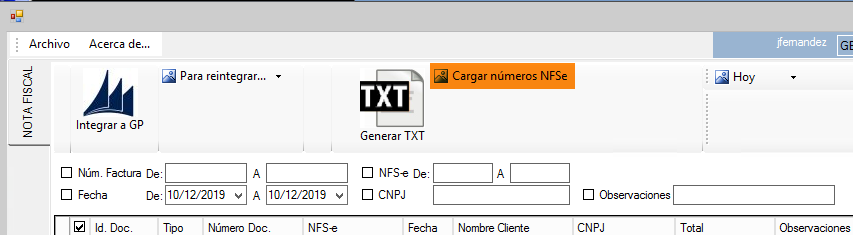 Archivo Acerca de...
jfernandez GE
NOTA FISCAL
Integrar a GP
Para reintegrar...
TXT
Generar TXT
Cargar números NFSe
Hoy
Núm. Factura De: A NFS-e De: A
Fecha De: 10/12/2019 A 10/12/2019 CNPJ Observaciones
Id. Doc. Tipo Número Doc. NFS-e Fecha Nombre Cliente CNPJ Total Observaciones